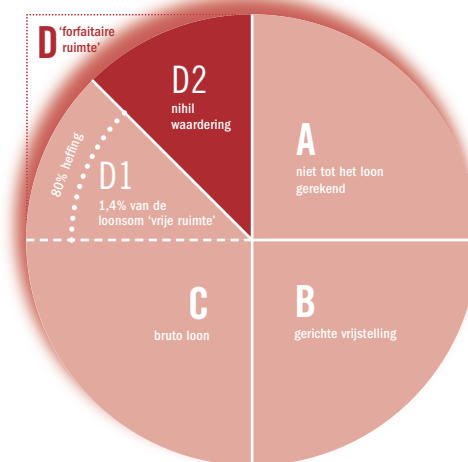 D ‘forfaitaire
ruimte’
D2
nihil
waardering
A
niet tot het loon
gerekend
80% heffing
D1
1,4% van de
loonsom ‘vrije ruimte’
C
bruto loon
B
gerichte vrijstelling